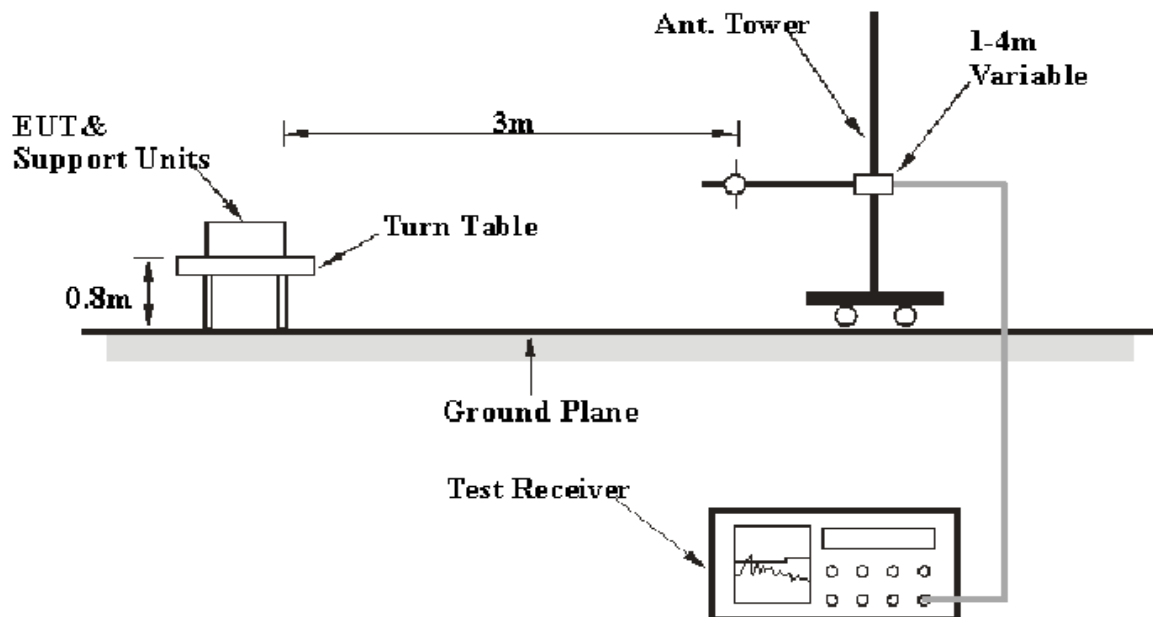 Ant. Tower
1-4m
Variable
3m
EUT&
Support Units
Turn Table
0.8m
Ground Plane
Test Receiver